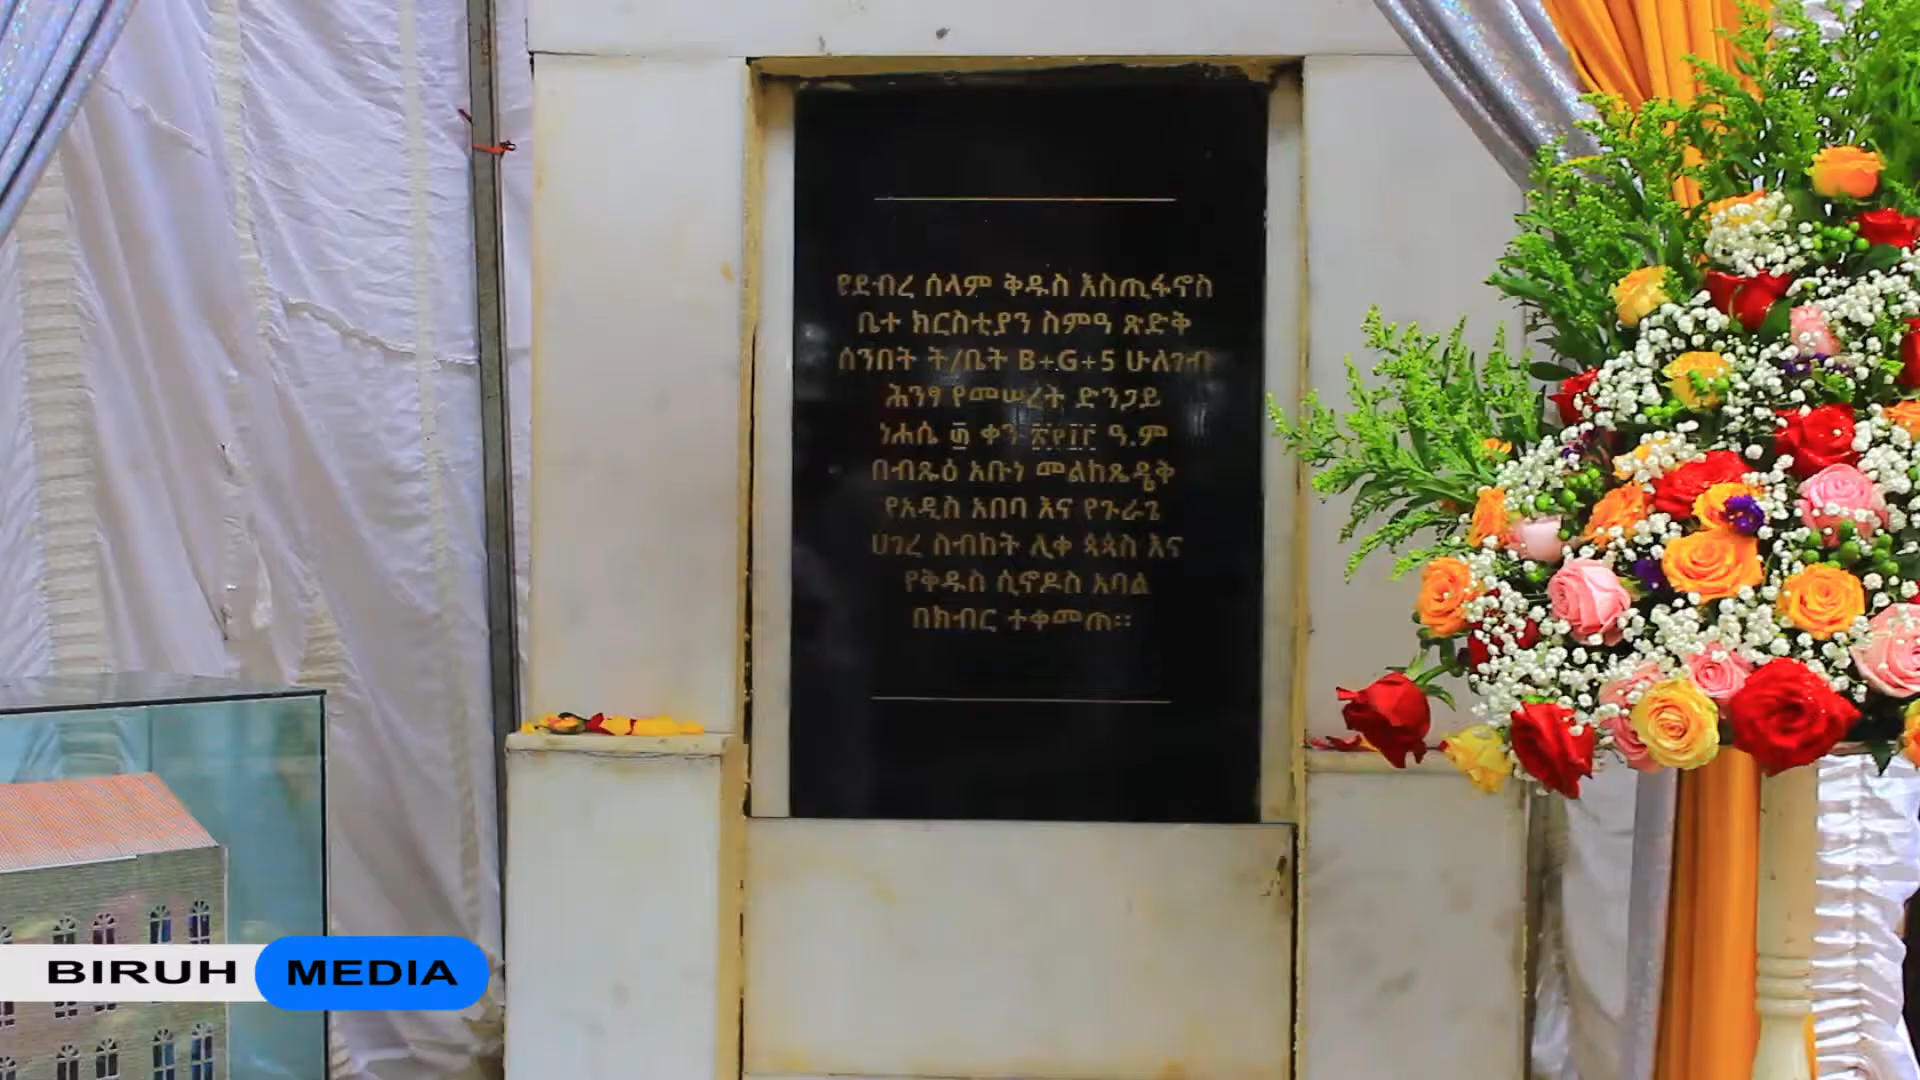 የደብረ ሰላም ቅዱስ እስጢፋኖስ
ቤተ ክርስቲያን ስምዓ ጽድቅ
ሰንበት ት/ቤት B+G+5 ሁለገብ
ሕንፃ የመሠረት ድንጋይ
ነሐሴ ቀን ዓ.ም
በብጹዕ አቡነ መልከጼዴቅ
የአዲስ አበባ እና የጉራጌ
ሀገረ ስብከት ሊቀ ጳጳስ እና
የቅዱስ ሲኖዶስ አባል
በክብር ተቀመጠ።
BIRUH MEDIA